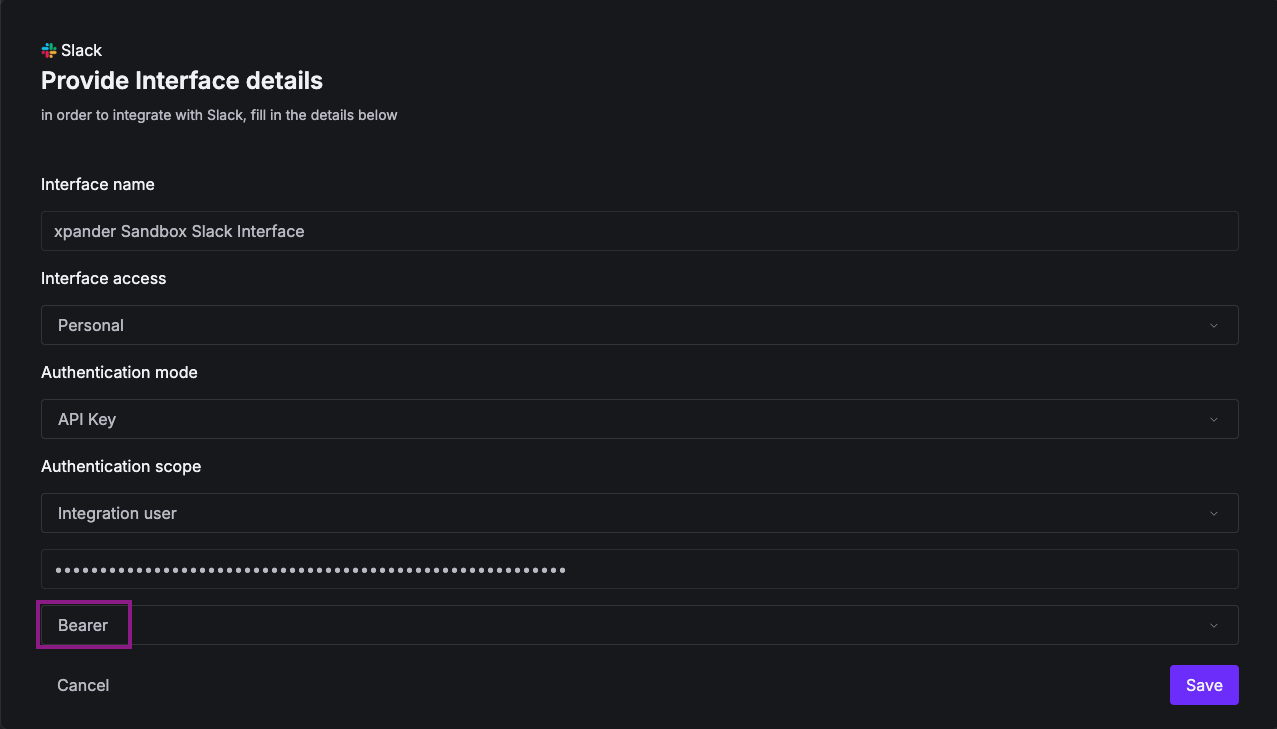 Slack
Provide Interface details
in order to integrate with Slack, fill in the details below
Interface name
xpander Sandbox Slack Interface
Interface access
Personal
Authentication mode
API Key
Authentication scope
Integration user
•••••••••••••••••••••••••••••••••••••••••••••••••••••••••
Bearer
Cancel
Save